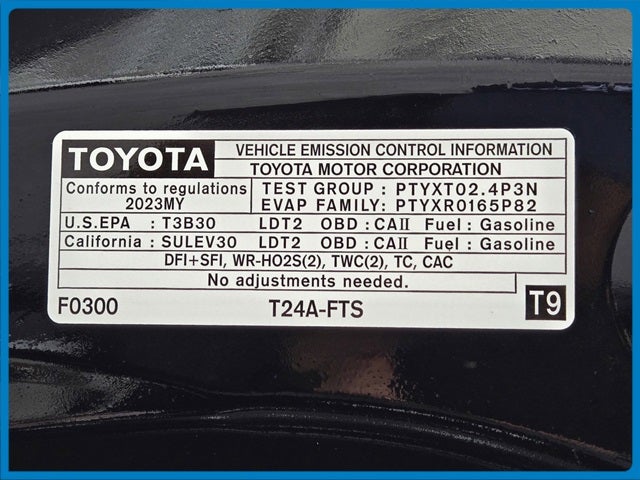 TOYOTA
VEHICLE EMISSION CONTROL INFORMATION
TOYOTA MOTOR CORPORATION
Conforms to regulations
2023MY
TEST GROUP : PTYXT02.4P3N
EVAP FAMILY: PTYXR0165P82
U.S.EPA : T3B30 LDT2 OBD : CAII Fuel : Gasoline
California : SULEV30 LDT2 OBD : CAII Fuel : Gasoline
DFI+SFI, WR-HO2S(2), TWC(2), TC, CAC
No adjustments needed.
F0300 T24A-FTS T9